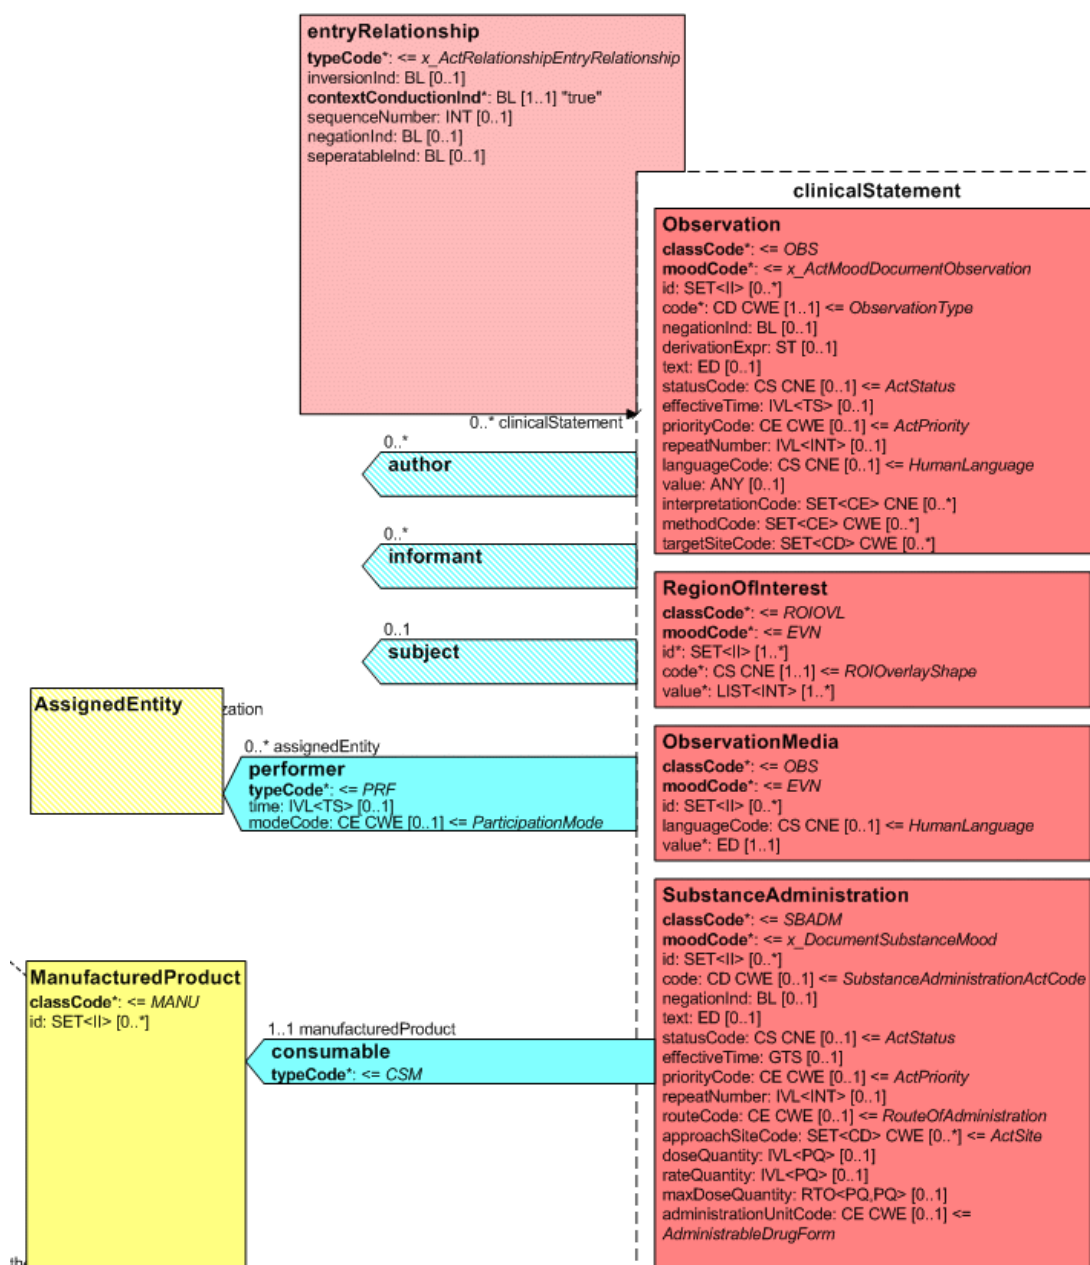 entryRelationship
typeCode*: <= x_ActRelationshipEntryRelationship
inversionInd: BL [0..1]
contextConductionInd*: BL [1..1] "true"
sequenceNumber: INT [0..1]
negationInd: BL [0..1]
seperatableInd: BL [0..1]
0..* clinicalStatement
clinicalStatement
Observation
classCode*: <= OBS
moodCode*: <= x_ActMoodDocumentObservation
id: SET<II> [0..*]
code*: CD CWE [1..1] <= ObservationType
negationInd: BL [0..1]
derivationExpr: ST [0..1]
text: ED [0..1]
statusCode: CS CNE [0..1] <= ActStatus
effectiveTime: IVL<TS> [0..1]
priorityCode: CE CWE [0..1] <= ActPriority
repeatNumber: IVL<INT> [0..1]
languageCode: CS CNE [0..1] <= HumanLanguage
value: ANY [0..1]
interpretationCode: SET<CE> CNE [0..*]
methodCode: SET<CE> CWE [0..*]
targetSiteCode: SET<CD> CWE [0..*]
0..*
author
0..*
informant
0..1
subject
RegionOfInterest
classCode*: <= ROIOVL
moodCode*: <= EVN
id*: SET<II> [1..*]
code*: CS CNE [1..1] <= ROIOverlayShape
value*: LIST<INT> [1..*]
AssignedEntity
zation
0..* assignedEntity
performer
typeCode*: <= PRF
time: IVL<TS> [0..1]
modeCode: CE CWE [0..1] <= ParticipationMode
ObservationMedia
classCode*: <= OBS
moodCode*: <= EVN
id: SET<II> [0..*]
languageCode: CS CNE [0..1] <= HumanLanguage
value*: ED [1..1]
SubstanceAdministration
classCode*: <= SBADM
moodCode*: <= x_DocumentSubstanceMood
id: SET<II> [0..*]
code: CD CWE [0..1] <= SubstanceAdministrationActCode
negationInd: BL [0..1]
text: ED [0..1]
statusCode: CS CNE [0..1] <= ActStatus
effectiveTime: GTS [0..1]
priorityCode: CE CWE [0..1] <= ActPriority
repeatNumber: IVL<INT> [0..1]
routeCode: CE CWE [0..1] <= RouteOfAdministration
approachSiteCode: SET<CD> CWE [0..*] <= ActSite
doseQuantity: IVL<PQ> [0..1]
rateQuantity: IVL<PQ> [0..1]
maxDoseQuantity: RTO<PQ,PQ> [0..1]
administrationUnitCode: CE CWE [0..1] <=
AdministrableDrugForm
ManufacturedProduct
classCode*: <= MANU
id: SET<II> [0..*]
1..1 manufacturedProduct
consumable
typeCode*: <= CSM